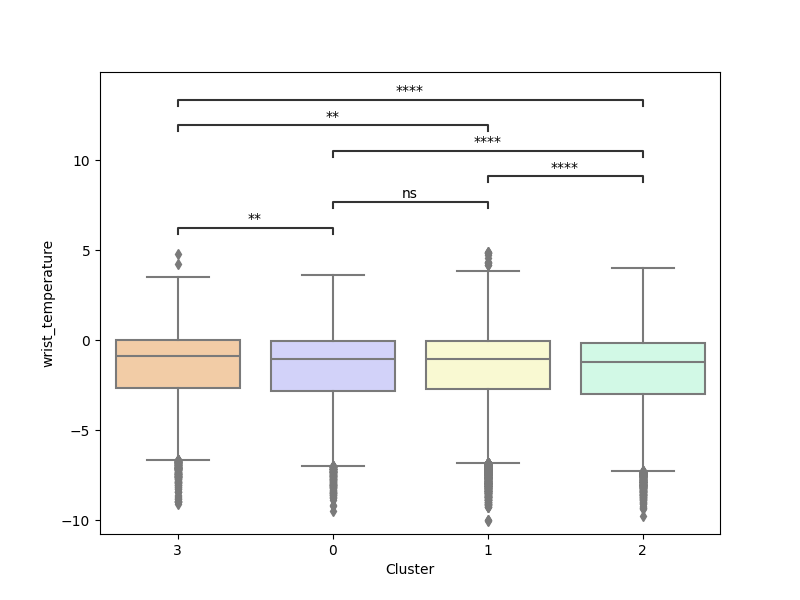 ****
**
****
****
ns
**
10
5
0
−5
−10
wrist_temperature
3 0 1 2
Cluster